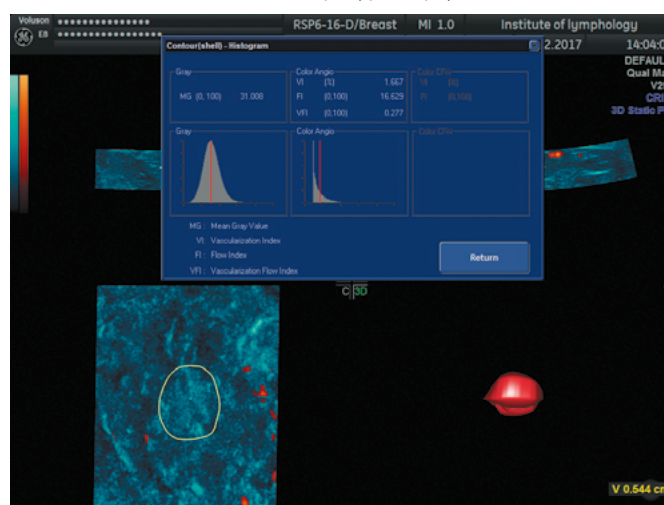 Voluson ***************
E8 *****************
RSP6-16-D/Breast MI 1.0 Institute of lymphology
2.2017 14:04:0
DEFAUL
Qual Ma
CRI
3D Static P
Contour(shell) - Histogram
Gray
MG (0, 100) 31.008
Color Angio
VI (%) 1.667
FI (0,100) 16.629
VFI (0,100) 0.277
Color CFM
VI (%)
FI (0,100)
Gray
Color Angio
Color CFM
MG : Mean Gray Value
VI : Vascularization Index
FI : Flow Index
VFI : Vascularization Flow Index
Return
C 3D
V 0.544 cm